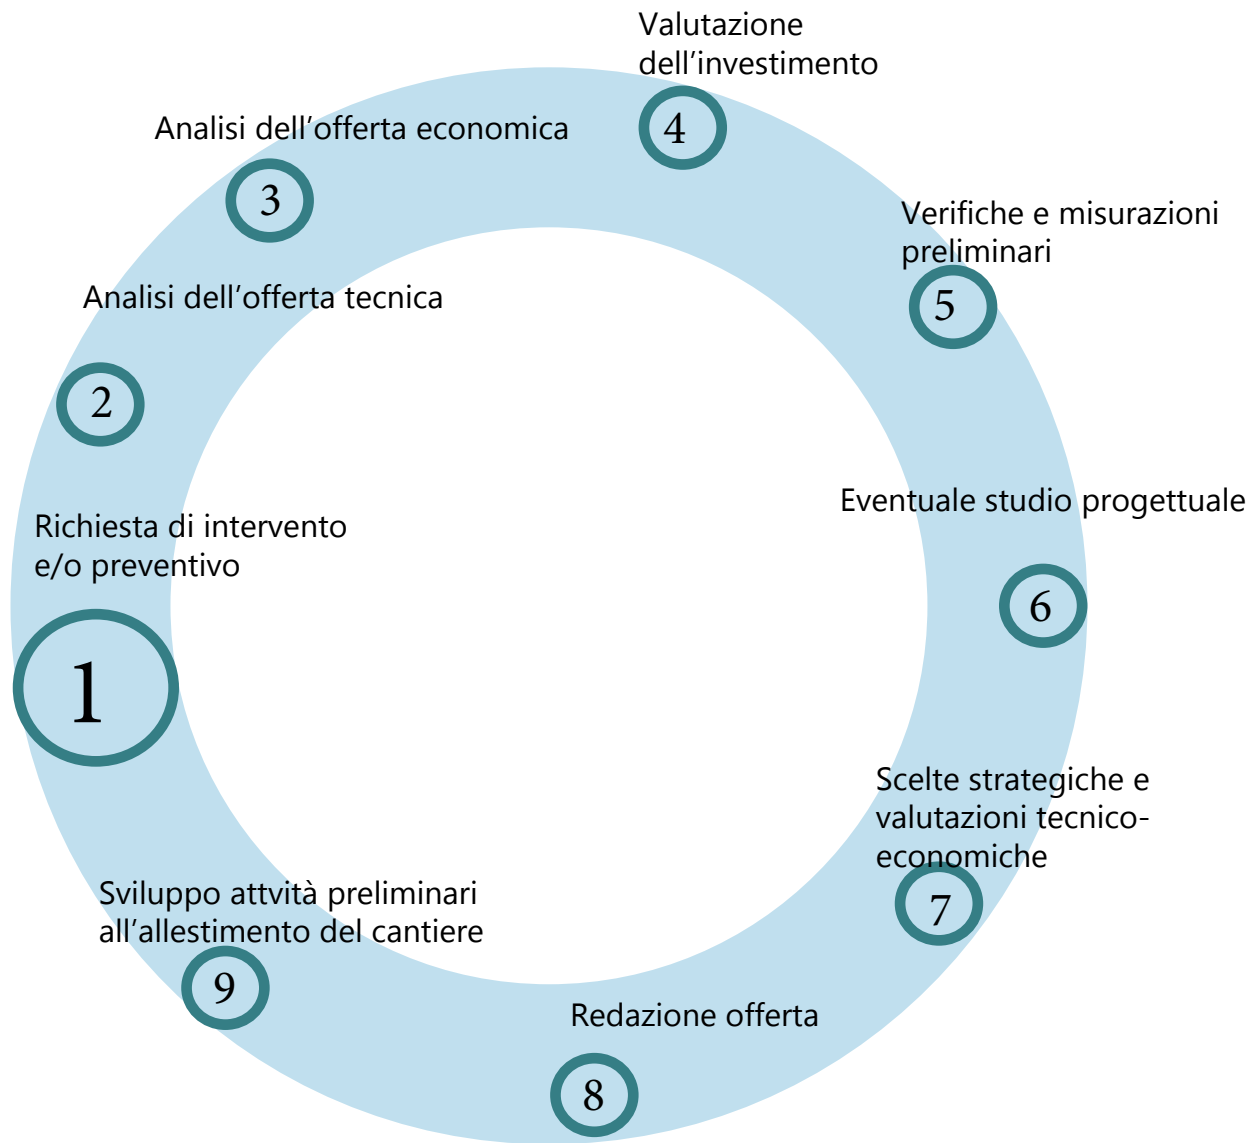 Richiesta di intervento
e/o preventivo
1
Analisi dell’offerta tecnica
2
Analisi dell’offerta economica
3
Valutazione
dell’investimento
4
Verifiche e misurazioni
preliminari
5
Eventuale studio progettuale
6
Scelte strategiche e
valutazioni tecnico-
economiche
7
Redazione offerta
8
Sviluppo attvità preliminari
all’allestimento del cantiere
9